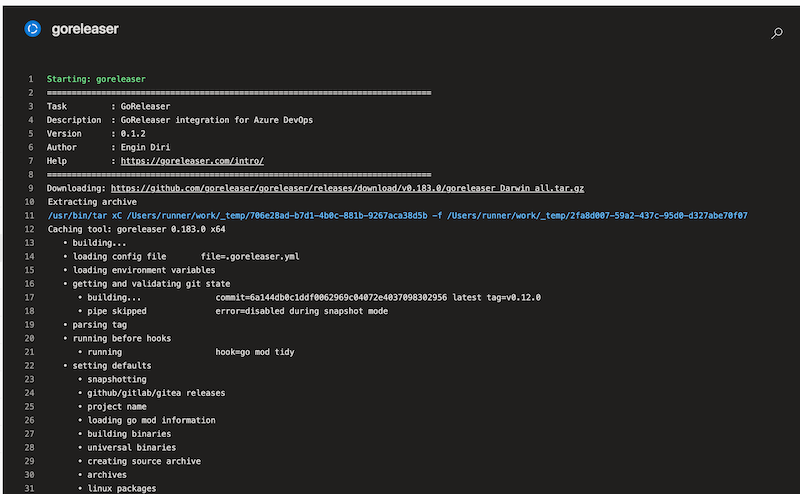 goreleaser
1 Starting: goreleaser
2 ==============================================================================
3 Task : GoReleaser
4 Description : GoReleaser integration for Azure DevOps
5 Version : 0.1.2
6 Author : Engin Diri
7 Help : https://goreleaser.com/intro/
8 ==============================================================================
9 Downloading: https://github.com/goreleaser/goreleaser/releases/download/v0.183.0/goreleaser_Darwin_all.tar.gz
10 Extracting archive
11 /usr/bin/tar xC /Users/runner/work/_temp/706e28ad-b7d1-4b0c-881b-9267aca38d5b -f /Users/runner/work/_temp/2fa8d007-59a2-437c-95d0-d327abe70f07
12 Caching tool: goreleaser 0.183.0 x64
13 • building...
14 • loading config file file=.goreleaser.yml
15 • loading environment variables
16 • getting and validating git state
17 • building... commit=6a144db0c1ddf0062969c04072e4037098302956 latest tag=v0.12.0
18 • pipe skipped error=disabled during snapshot mode
19 • parsing tag
20 • running before hooks
21 • running hook=go mod tidy
22 • setting defaults
23 • snapshotting
24 • github/gitlab/gitea releases
25 • project name
26 • loading go mod information
27 • building binaries
28 • universal binaries
29 • creating source archive
30 • archives
31 • linux packages